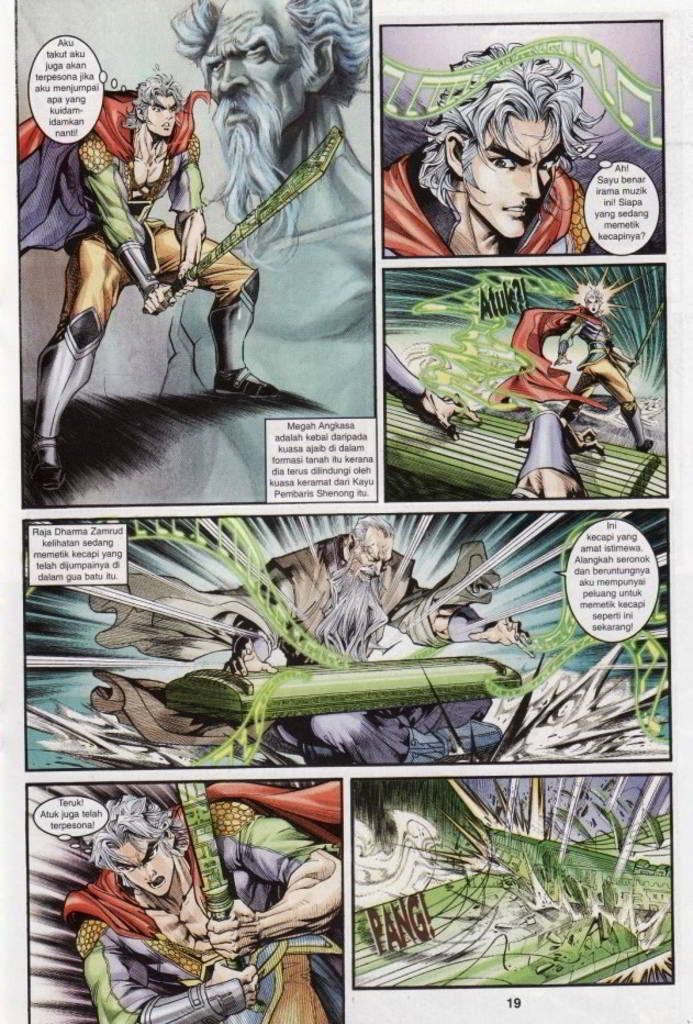 Aku
takut aku
juga akan
terpesona jika
aku menjumpai
apa yang
kuidam-
idamkan
nanti!
Megah Angkasa
adalah kebal daripada
kuasa ajaib di dalam
formasi tanah itu kerana
dia terus dilindungi oleh
kuasa keramat dari Kayu
Pembaris Shenong itu.
Ah!
Sayu benar
irama muzik
ini! Siapa
yang sedang
memetik
kecapinya?
Atuk?!
Raja Dharma Zamrud
kelihatan sedang
memetik kecapi yang
telah dijumpainya di
dalam gua batu itu.
Ini
kecapi yang
amat istimewa.
Alangkah seronok
dan beruntungnya
aku mempunyai
peluang untuk
memetik kecapi
seperti ini
sekarang!
Teruk!
Atuk juga telah
terpesona!
PANG!
19